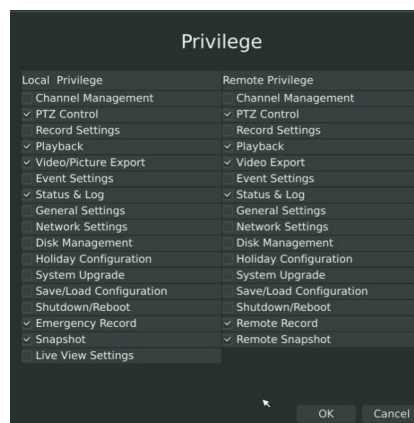 Privilege
Local Privilege Remote Privilege
Channel Management Channel Management
PTZ Control PTZ Control
Record Settings Record Settings
Playback Playback
Video/Picture Export Video Export
Event Settings Event Settings
Status & Log Status & Log
General Settings General Settings
Network Settings Network Settings
Disk Management Disk Management
Holiday Configuration Holiday Configuration
System Upgrade System Upgrade
Save/Load Configuration Save/Load Configuration
Shutdown/Reboot Shutdown/Reboot
Emergency Record Remote Record
Snapshot Remote Snapshot
Live View Settings
OK Cancel